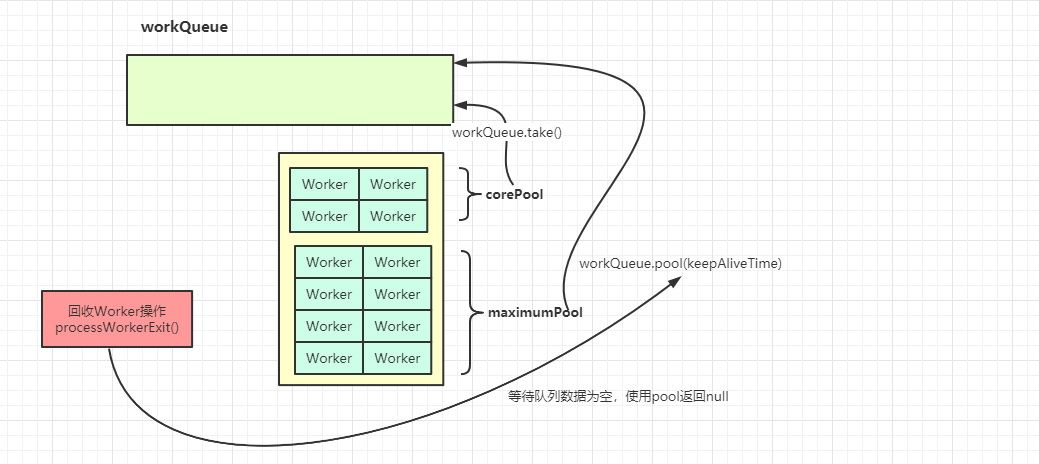 workQueue
workQueue.take()
Worker Worker
Worker Worker
corePool
Worker Worker
Worker Worker
Worker Worker
Worker Worker
maximumPool
workQueue.pool(keepAliveTime)
回收Worker操作
processWorkerExit()
等待队列数据为空，使用pool返回null